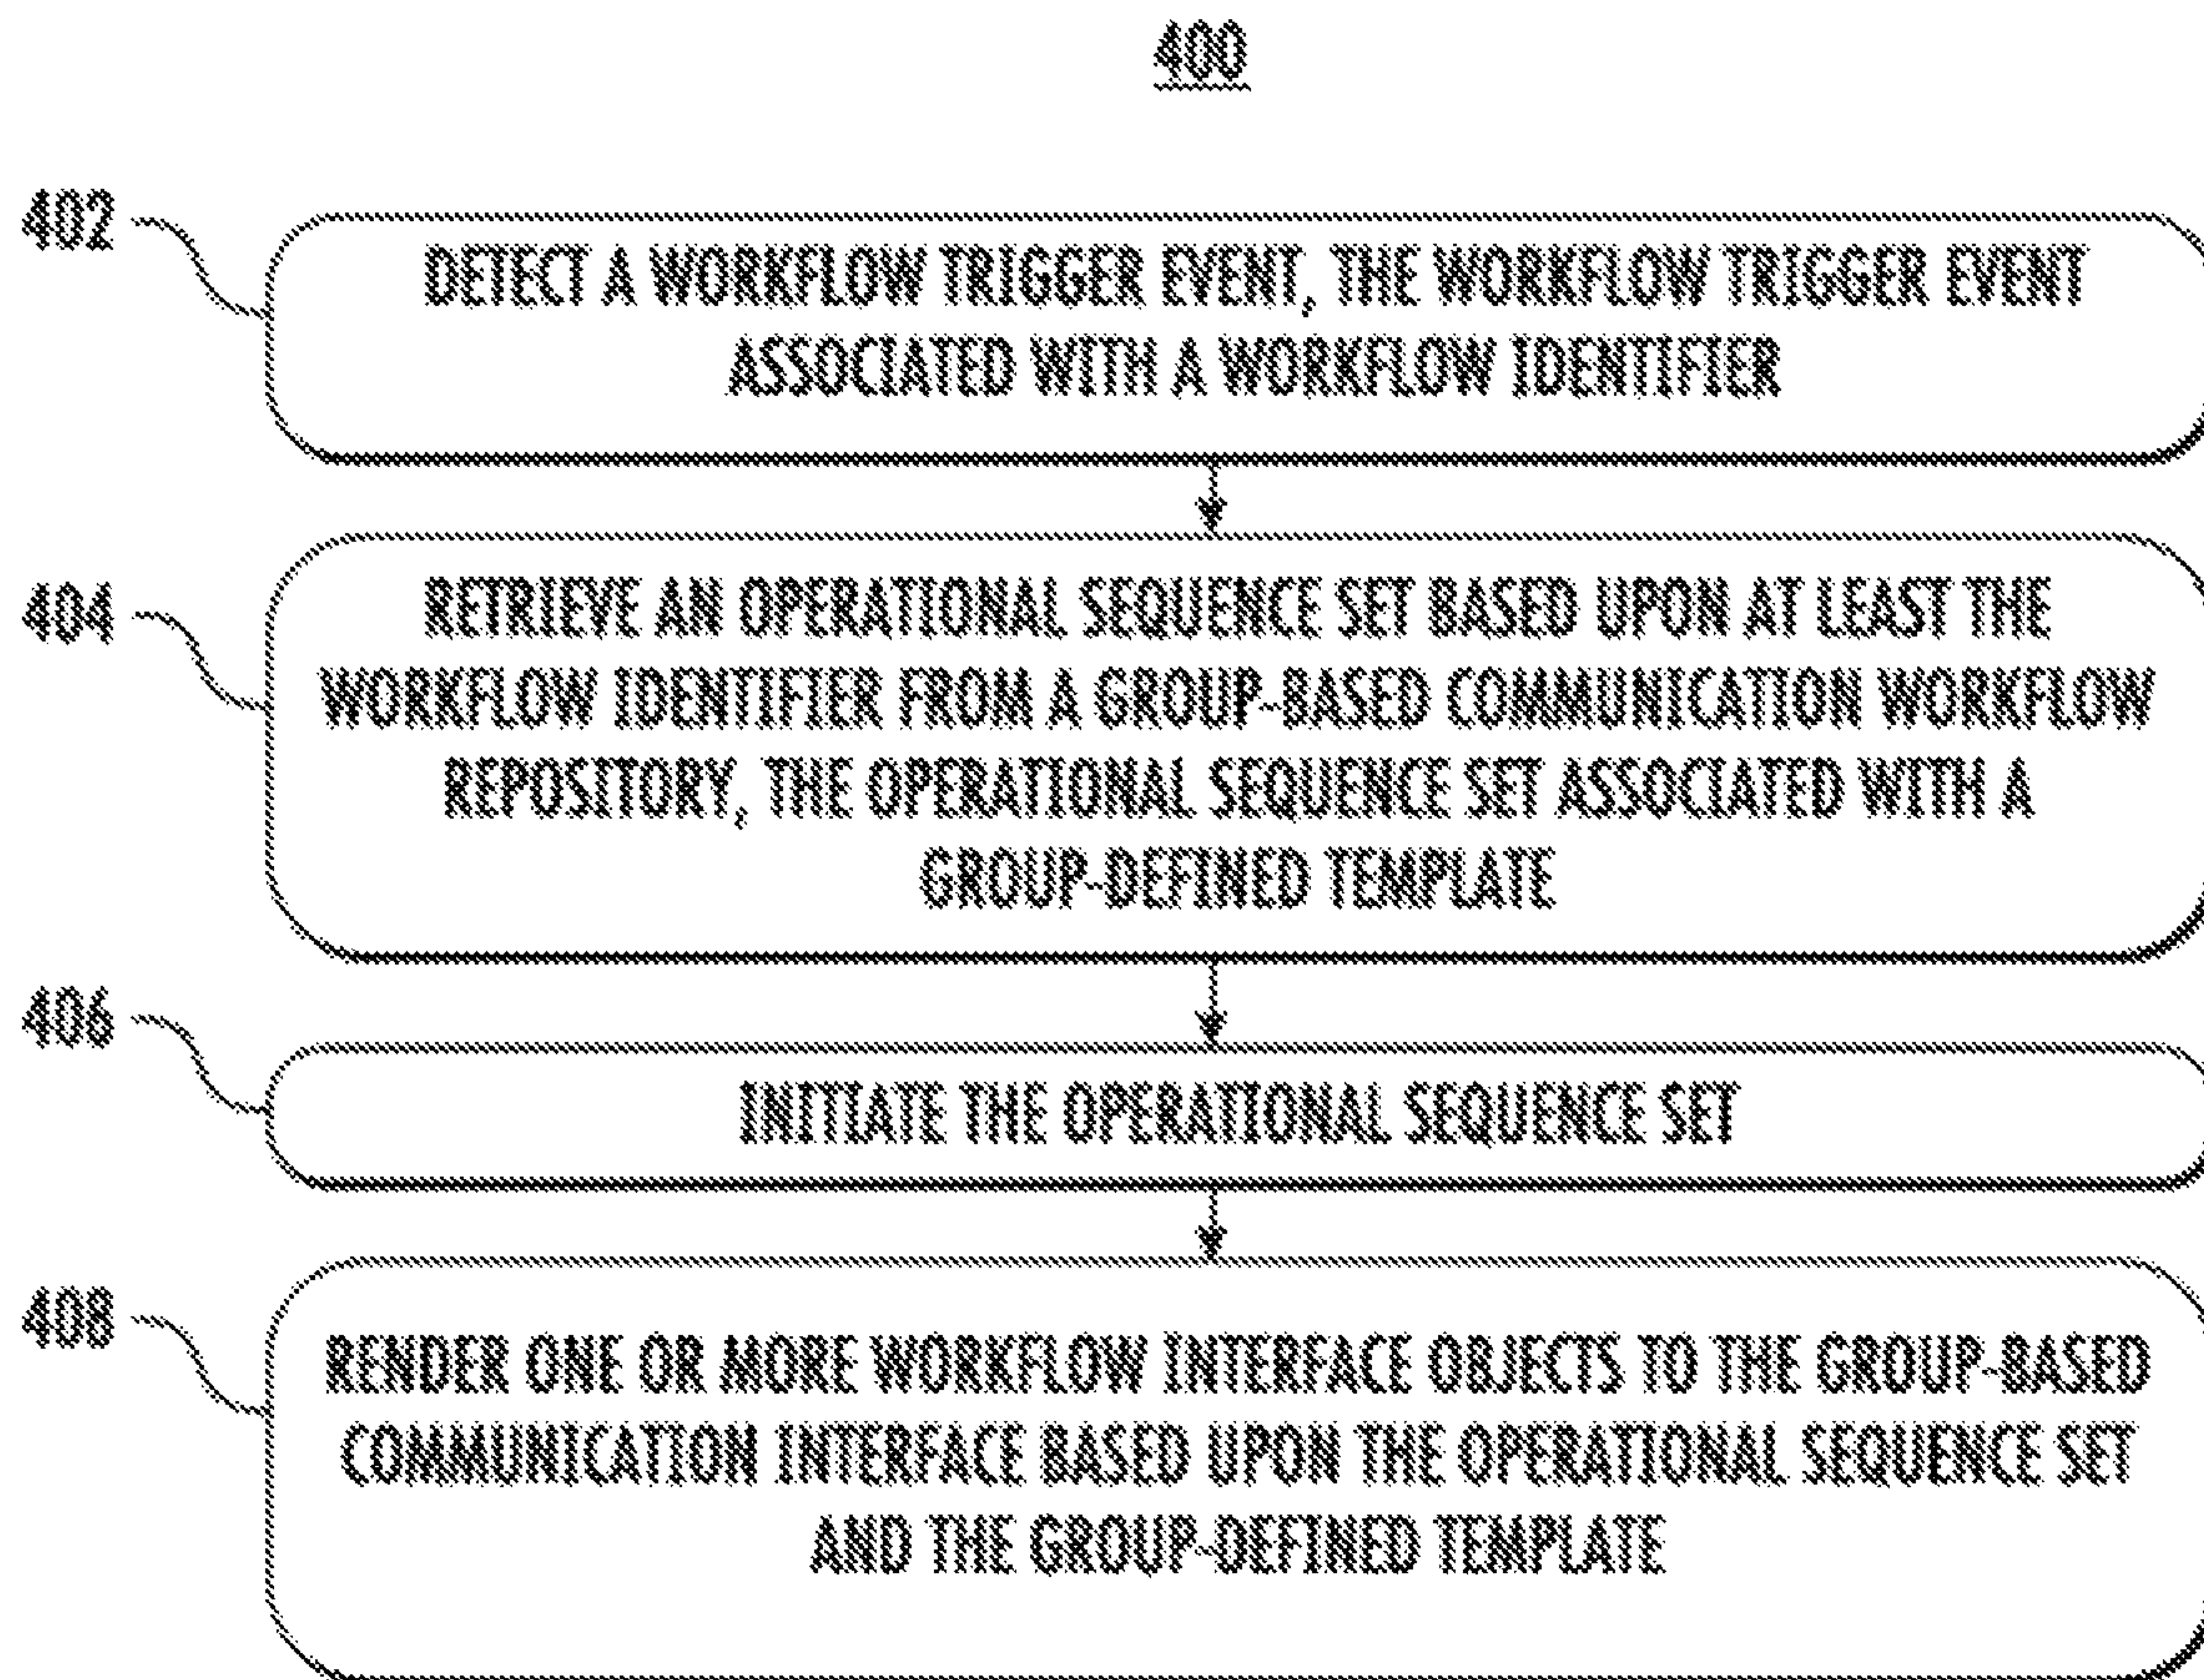 400
402
DETECT A WORKFLOW TRIGGER EVENT, THE WORKFLOW TRIGGER EVENT
ASSOCIATED WITH A WORKFLOW IDENTIFIER
404
RETRIEVE AN OPERATIONAL SEQUENCE SET BASED UPON AT LEAST THE
WORKFLOW IDENTIFIER FROM A GROUP-BASED COMMUNICATION WORKFLOW
REPOSITORY, THE OPERATIONAL SEQUENCE SET ASSOCIATED WITH A
GROUP-DEFINED TEMPLATE
406
INITIATE THE OPERATIONAL SEQUENCE SET
408
RENDER ONE OR MORE WORKFLOW INTERFACE OBJECTS TO THE GROUP-BASED
COMMUNICATION INTERFACE BASED UPON THE OPERATIONAL SEQUENCE SET
AND THE GROUP-DEFINED TEMPLATE